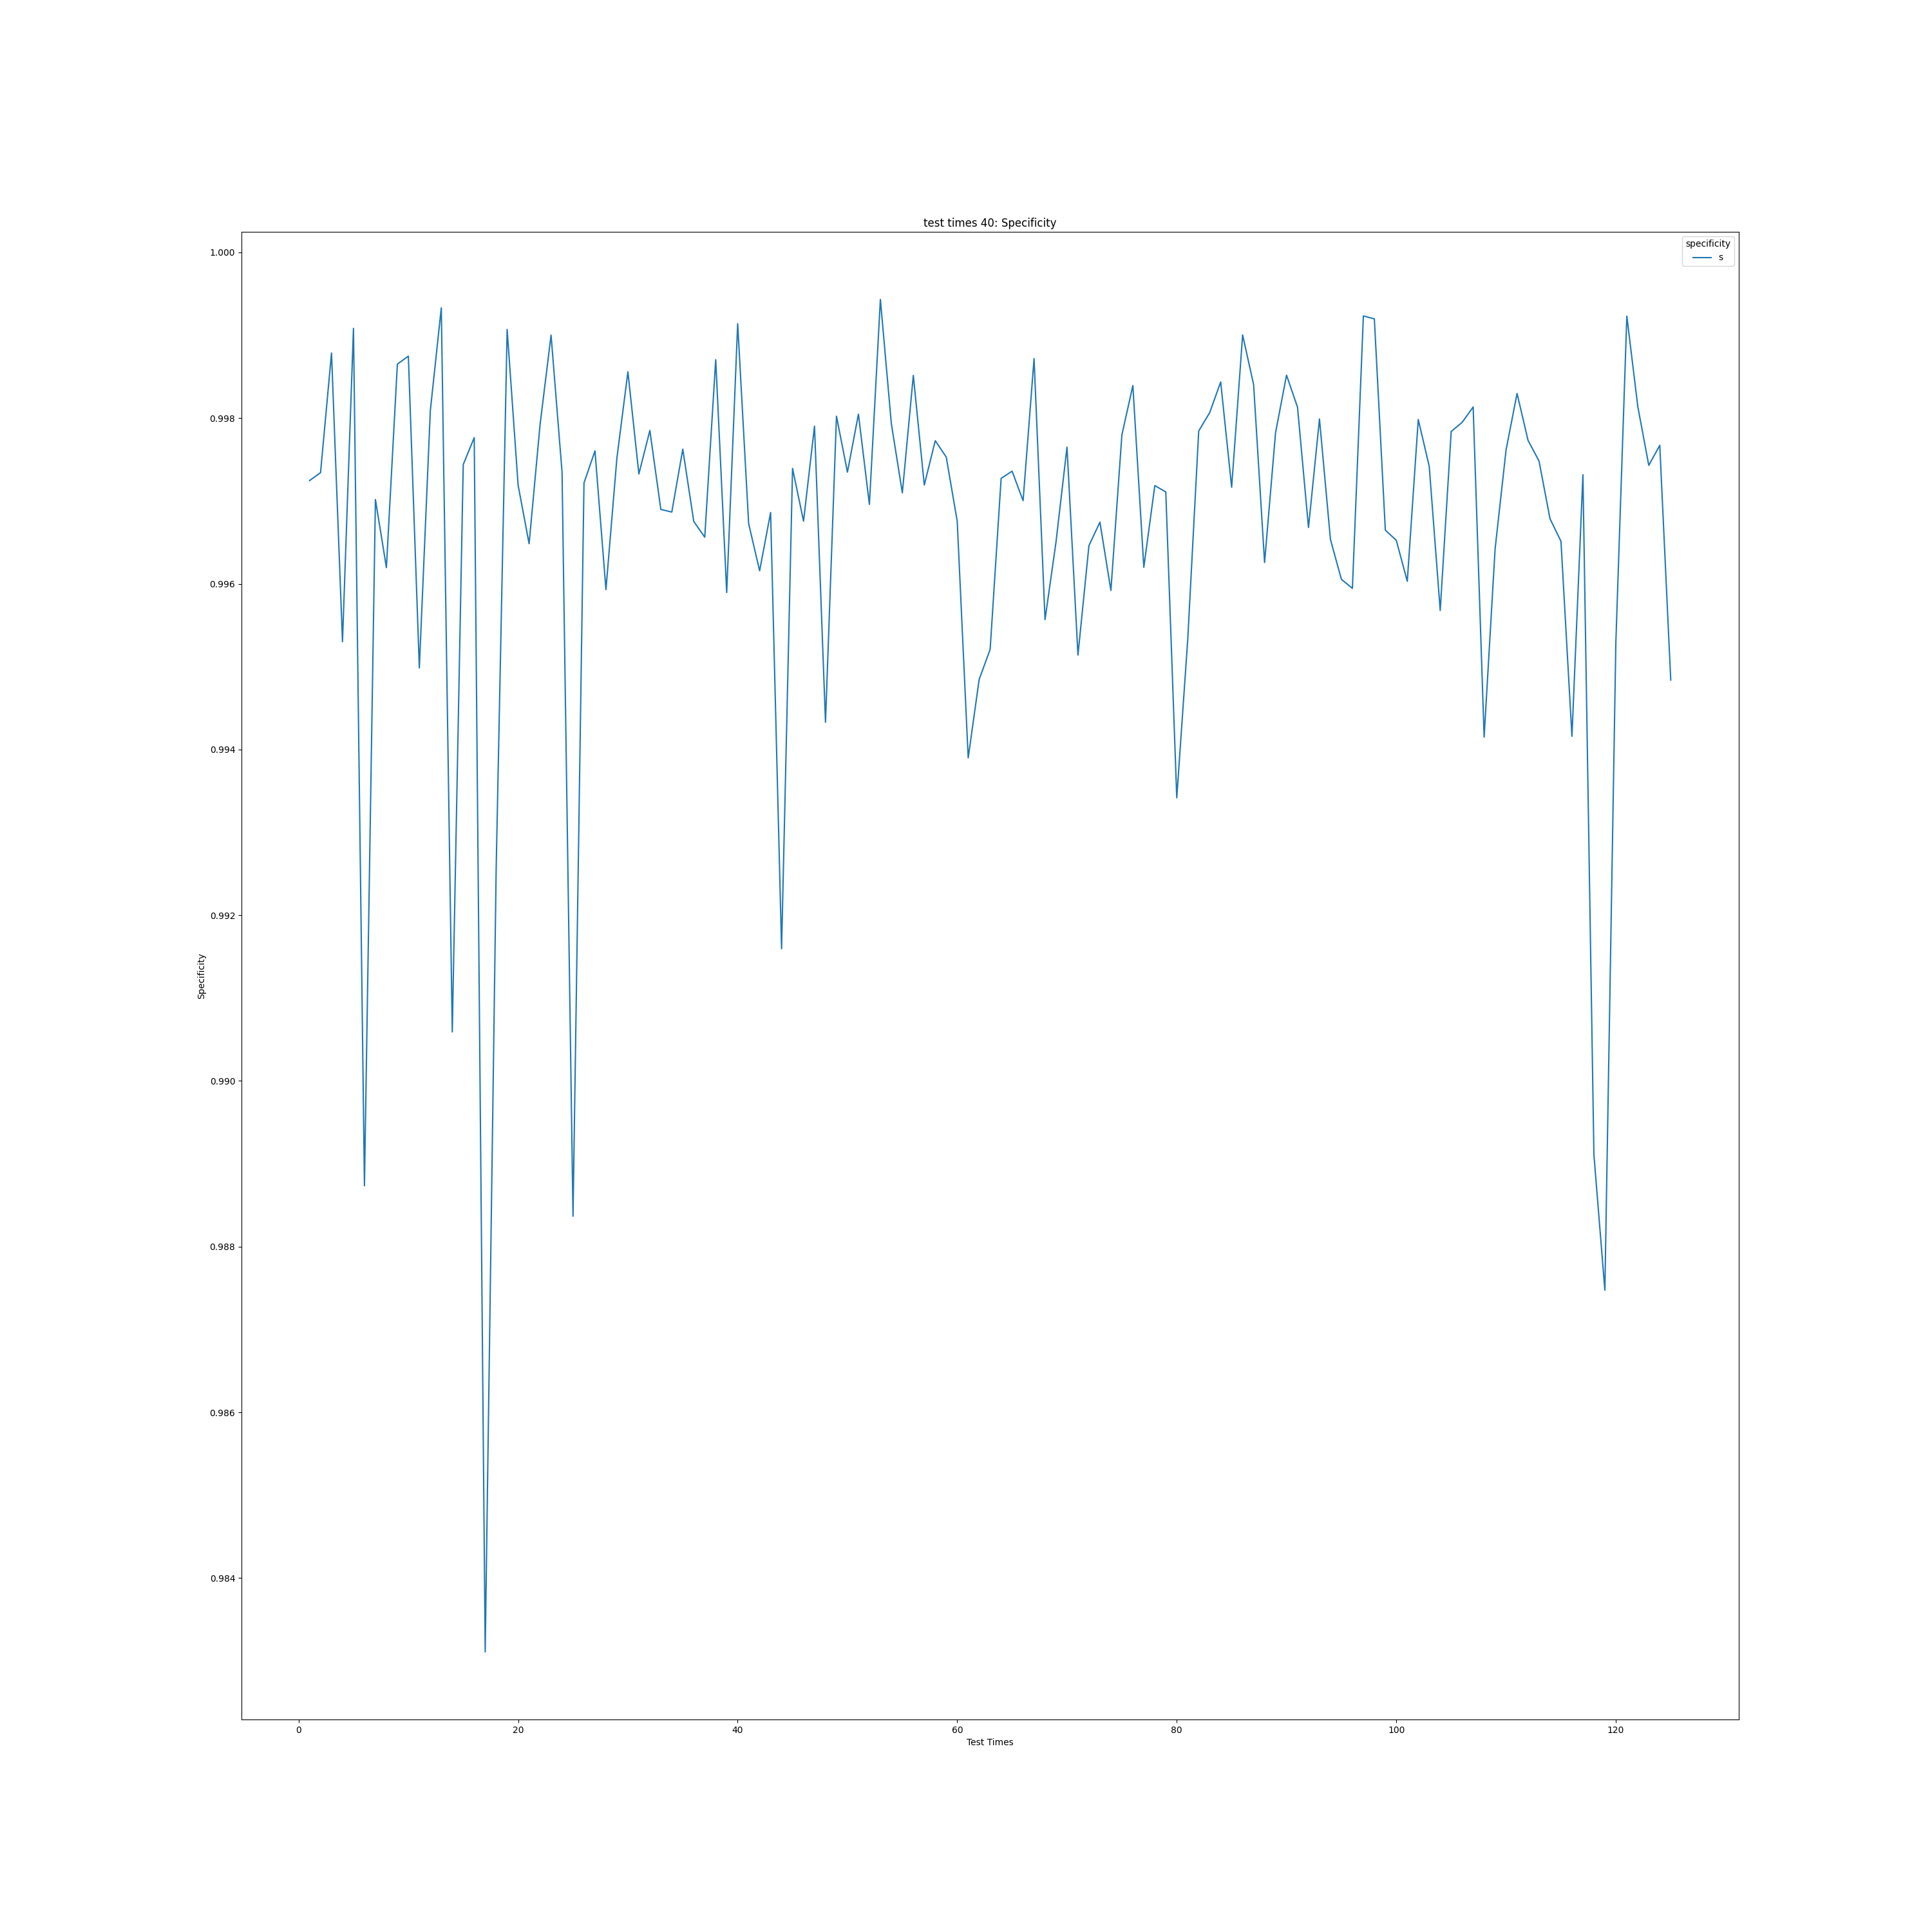 test times 40: Specificity
specificity
s
1.000
0.998
0.996
0.994
0.992
0.990
0.988
0.986
0.984
Specificity
0 20 40 60 80 100 120
Test Times